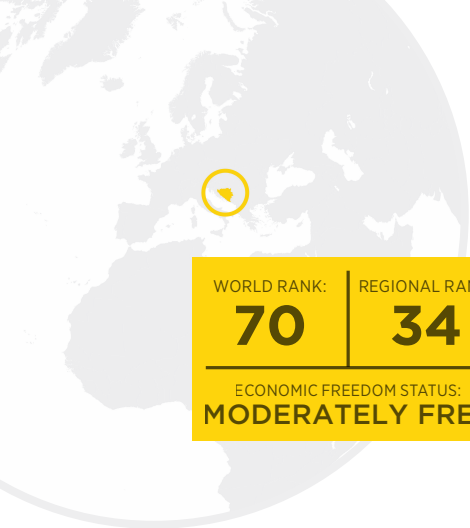 WORLD RANK:
REGIONAL RAN
70
34
ECONOMIC FREEDOM STATUS:
MODERATELY FRE